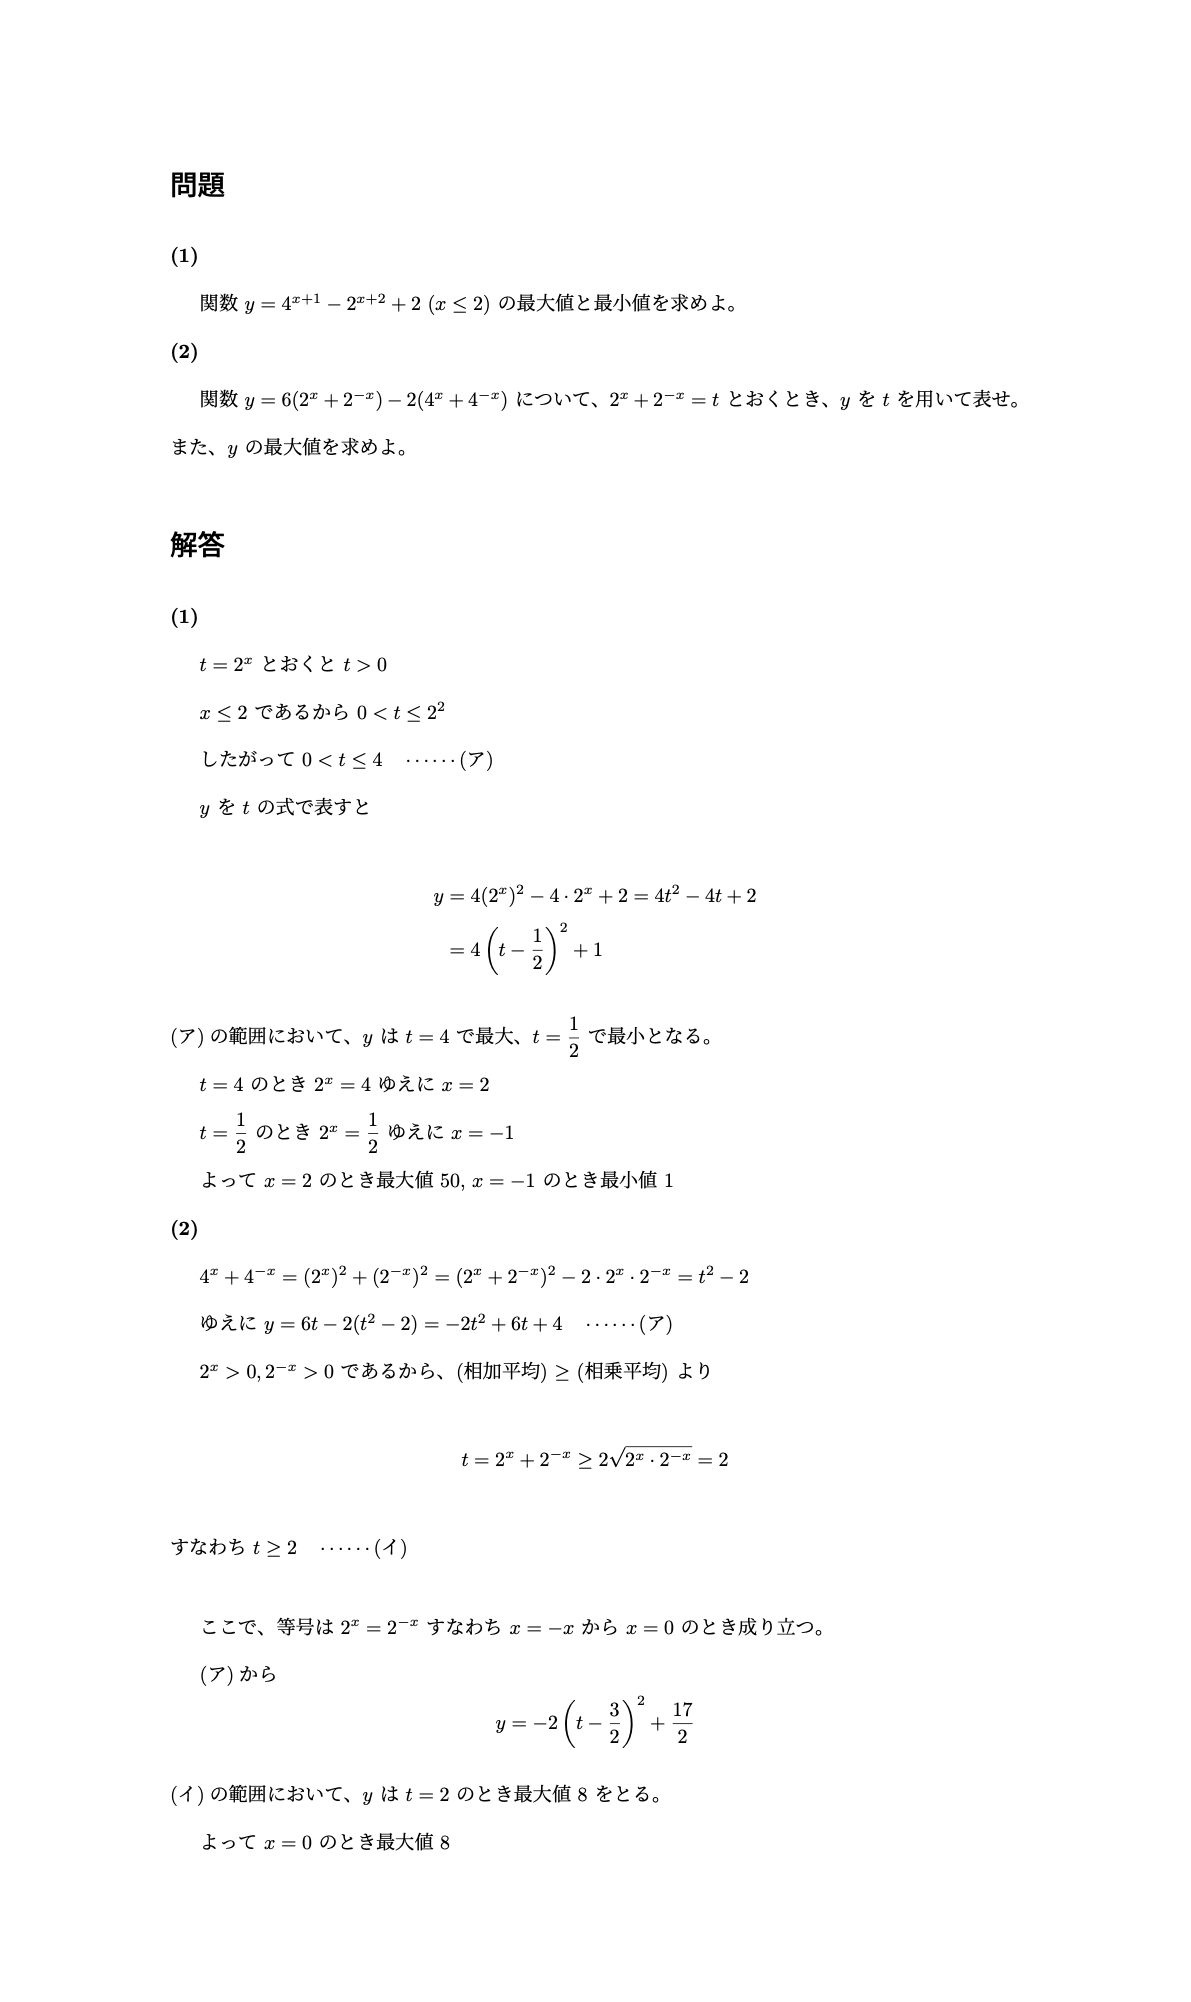 問題
(1)
関数 $y = 4^{x+1} - 2^{x+2} + 2 \ (x \leq 2)$ の最大値と最小値を求めよ。
(2)
関数 $y = 6(2^x + 2^{-x}) - 2(4^x + 4^{-x})$ について、$2^x + 2^{-x} = t$ とおくとき、$y$ を $t$ を用いて表せ。
また、$y$ の最大値を求めよ。
解答
(1)
$t = 2^x$ とおくと $t > 0$
$x \leq 2$ であるから $0 < t \leq 2^2$
したがって $0 < t \leq 4$ $\cdots\cdots$(ア)
$y$ を $t$ の式で表すと
$y = 4(2^x)^2 - 4 \cdot 2^x + 2 = 4t^2 - 4t + 2$
$= 4\left(t - \frac{1}{2}\right)^2 + 1$
(ア) の範囲において、$y$ は $t = 4$ で最大、$t = \frac{1}{2}$ で最小となる。
$t = 4$ のとき $2^x = 4$ ゆえに $x = 2$
$t = \frac{1}{2}$ のとき $2^x = \frac{1}{2}$ ゆえに $x = -1$
よって $x = 2$ のとき最大値 $50$, $x = -1$ のとき最小値 $1$
(2)
$4^x + 4^{-x} = (2^x)^2 + (2^{-x})^2 = (2^x + 2^{-x})^2 - 2 \cdot 2^x \cdot 2^{-x} = t^2 - 2$
ゆえに $y = 6t - 2(t^2 - 2) = -2t^2 + 6t + 4$ $\cdots\cdots$(ア)
$2^x > 0, 2^{-x} > 0$ であるから、(相加平均) $\geq$ (相乗平均) より
$t = 2^x + 2^{-x} \geq 2\sqrt{2^x \cdot 2^{-x}} = 2$
すなわち $t \geq 2$ $\cdots\cdots$(イ)
ここで、等号は $2^x = 2^{-x}$ すなわち $x = -x$ から $x = 0$ のとき成り立つ。
(ア) から
$y = -2\left(t - \frac{3}{2}\right)^2 + \frac{17}{2}$
(イ) の範囲において、$y$ は $t = 2$ のとき最大値 $8$ をとる。
よって $x = 0$ のとき最大値 $8$